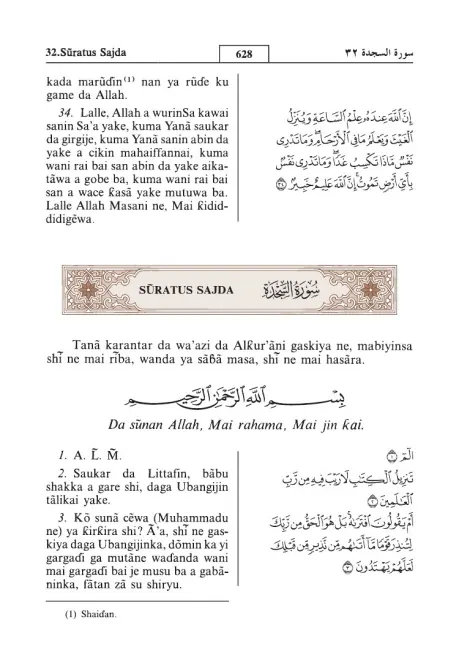 32.Sūratus Sajda 628 سورة السجدة ٣٢
kada marūɗin⁽¹⁾ nan ya rūɗe ku
game da Allah.
34. Lalle, Allah a wurinSa kawai
sanin Sa'a yake, kuma Yanā saukar
da girgije, kuma Yanā sanin abin da
yake a cikin mahaiffannai, kuma
wani rai bai san abin da yake aika-
tāwa a gobe ba, kuma wani rai bai
san a wace ƙasā yake mutuwa ba.
Lalle Allah Masani ne, Mai ƙidid-
didigēwa.
إِنَّ ٱللَّهَ عِندَهُۥ عِلْمُ ٱلسَّاعَةِ وَيُنَزِّلُ
ٱلْغَيْثَ وَيَعْلَمُ مَا فِى ٱلْأَرْحَامِ ۖ وَمَا تَدْرِى
نَفْسٌ مَّاذَا تَكْسِبُ غَدًا ۖ وَمَا تَدْرِى نَفْسٌۢ
بِأَىِّ أَرْضٍ تَمُوتُ ۚ إِنَّ ٱللَّهَ عَلِيمٌ خَبِيرٌۢ ٣٤
SŪRATUS SAJDA سُورَةُ السَّجْدَةِ
Tanā karantar da wa'azi da Alƙur'āni gaskiya ne, mabiyinsa
shī ne mai rība, wanda ya sāɓā masa, shī ne mai hasāra.
بِسْمِ ٱللَّهِ ٱلرَّحْمَٰنِ ٱلرَّحِيمِ
Da sūnan Allah, Mai rahama, Mai jin ƙai.
1. A. L̃. M̃.
2. Saukar da Littafin, bābu
shakka a gare shi, daga Ubangijin
tālikai yake.
3. Kō sunā cēwa (Muhammadu
ne) ya ƙirƙira shi? Ā'a, shī ne gas-
kiya daga Ubangijinka, dōmin ka yi
gargaɗi ga mutāne waɗanda wani
mai gargaɗi bai je musu ba a gabā-
ninka, fātan zā su shiryu.
الٓمٓ ١
تَنزِيلُ ٱلْكِتَٰبِ لَا رَيْبَ فِيهِ مِن رَّبِّ
ٱلْعَٰلَمِينَ ٢
أَمْ يَقُولُونَ ٱفْتَرَىٰهُ ۚ بَلْ هُوَ ٱلْحَقُّ مِن رَّبِّكَ
لِتُنذِرَ قَوْمًا مَّآ أَتَىٰهُم مِّن نَّذِيرٍ مِّن قَبْلِكَ
لَعَلَّهُمْ يَهْتَدُونَ ٣
(1) Shaiɗan.